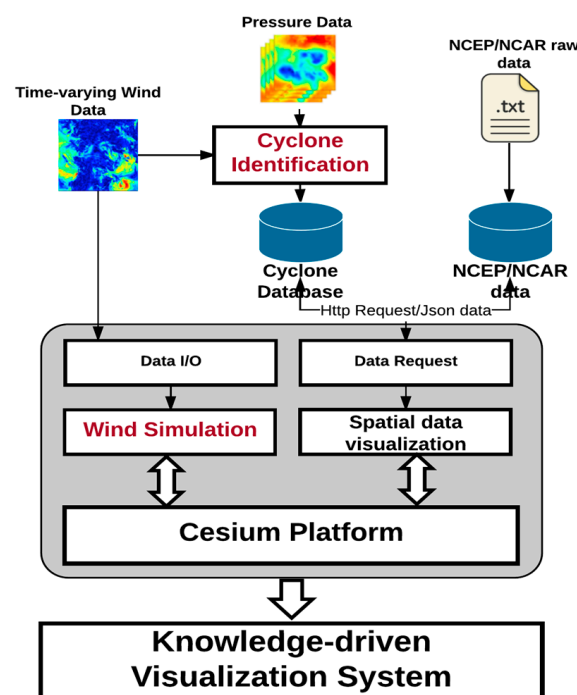 Pressure Data
NCEP/NCAR raw
data
Time-varying Wind
Data
.txt
Cyclone
Identification
Cyclone
Database
NCEP/NCAR
data
Http Request/Json data
Data I/O
Data Request
Wind Simulation
Spatial data
visualization
Cesium Platform
Knowledge-driven
Visualization System